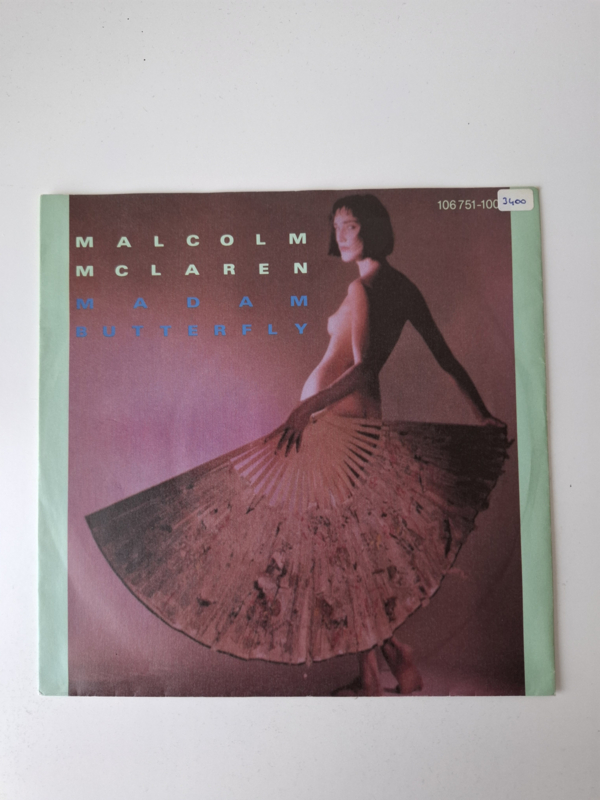 106 751-100
3400
MALCOLM
MCLAREN
MADAM
BUTTERFLY